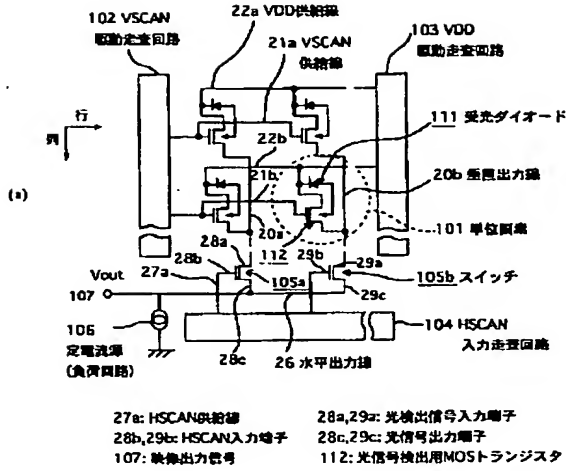 102 VSCAN
駆動走査回路
22a VDD供給線
21a VSCAN
供給線
103 VDD
駆動走査回路
行
列
(a)
111 受光ダイオード
22b
21b
20b 垂直出力線
20a
101 単位画素
112
28a
28b
27a
29b
29a
Vout
105a
105b スイッチ
107
29c
106
定電流源
(負荷回路)
28c
26 水平出力線
104 HSCAN
入力走査回路
27a: HSCAN供給線
28a,29a: 光検出信号入力端子
28b,29b: HSCAN入力端子
28c,29c: 光信号出力端子
107: 映像出力信号
112: 光信号検出用MOSトランジスタ